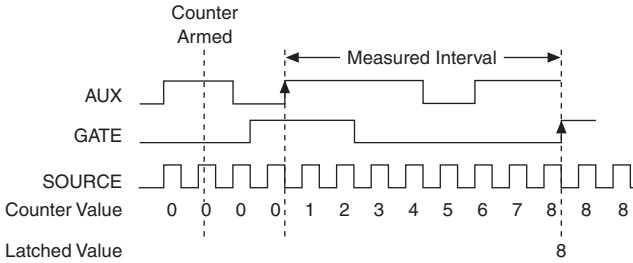 Counter
Armed
Measured Interval
AUX
GATE
SOURCE
Counter Value 0 0 0 0 1 2 3 4 5 6 7 8 8 8
Latched Value 8